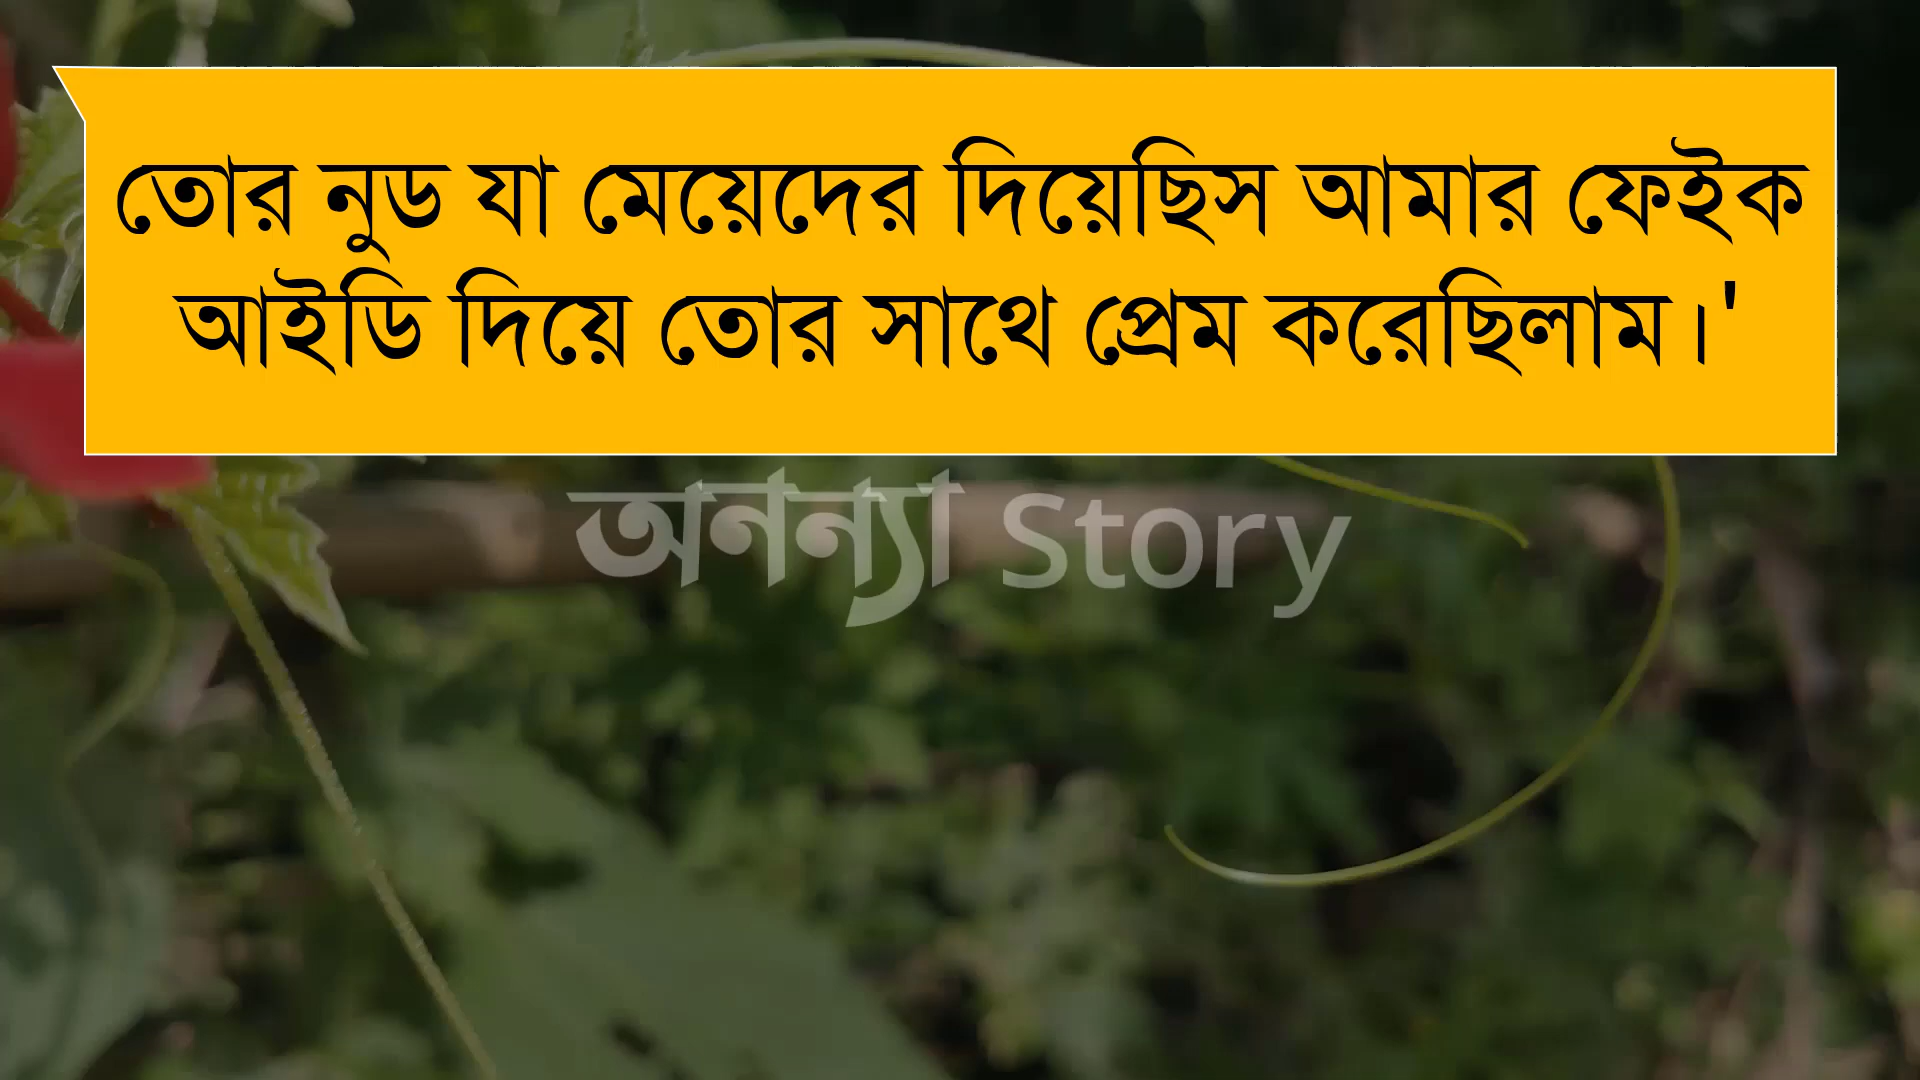 তোর নুড যা মেয়েদের দিয়েছিস আমার ফেইক
আইডি দিয়ে তোর সাথে প্রেম করেছিলাম।'
অনন্যা Story